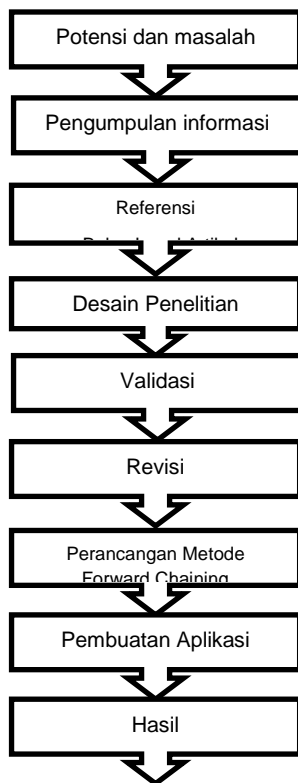 Potensi dan masalah
Pengumpulan informasi
Referensi
Desain Penelitian
Validasi
Revisi
Perancangan Metode
Forward Chaining
Pembuatan Aplikasi
Hasil